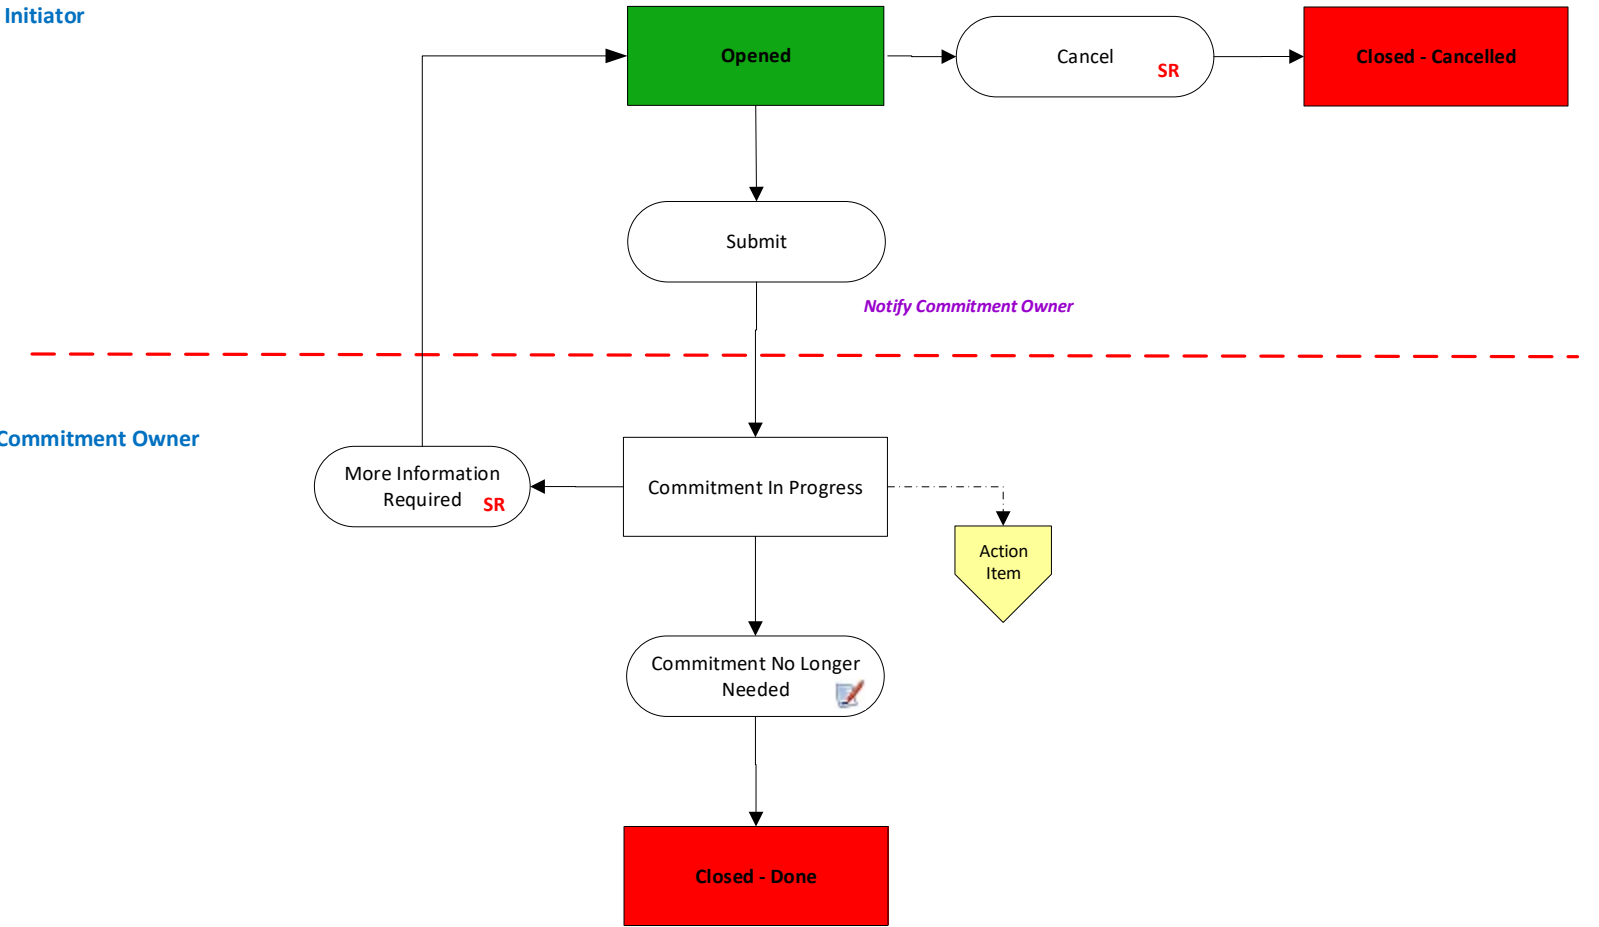 Initiator
Opened
Cancel
SR
Closed - Cancelled
Submit
Notify Commitment Owner
Commitment Owner
More Information
Required
SR
Commitment In Progress
Action
Item
Commitment No Longer
Needed
Closed - Done